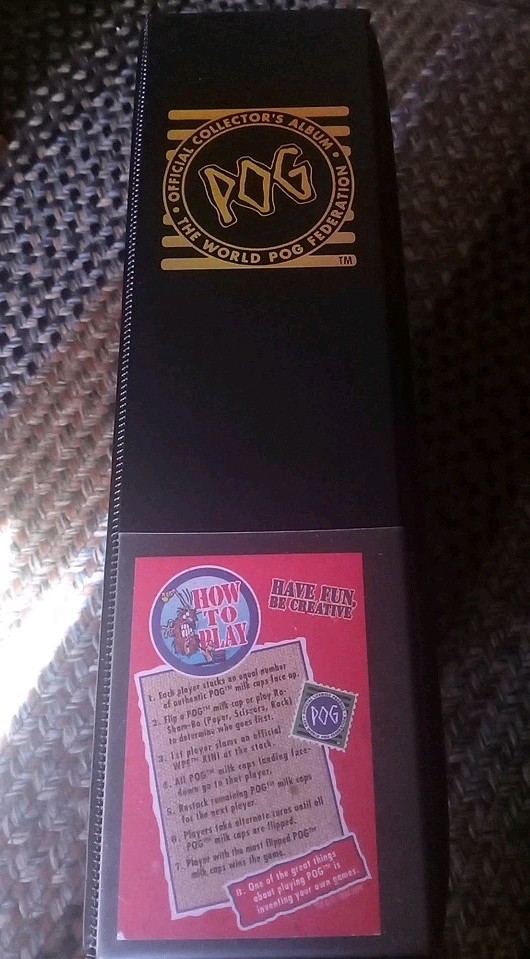 OFFICIAL COLLECTOR'S ALBUM
POG
THE WORLD POG FEDERATION
TM
HOW
TO
PLAY
HAVE FUN,
BE CREATIVE
1. Each player stacks an equal number
of authentic POG™ milk caps face up.
2. Flip a POG™ milk cap or play Ro-
Sham-Bo (Paper, Scissors, Rock)
to determine who goes first.
3. 1st player slams an official
WPF™ KINI at the stack.
4. All POG™ milk caps landing face-
down go to that player.
5. Restack remaining POG™ milk caps
for the next player.
6. Players take alternate turns until all
POG™ milk caps are flipped.
7. Player with the most flipped POG™
milk caps wins the game.
POG
8. One of the great things
about playing POG™ is
inventing your own games.